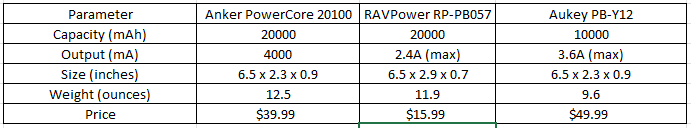 Parameter Anker PowerCore 20100 RAVPower RP-PB057 Aukey PB-Y12
Capacity (mAh) 20000 20000 10000
Output (mA) 4000 2.4A (max) 3.6A (max)
Size (inches) 6.5 x 2.3 x 0.9 6.5 x 2.9 x 0.7 6.5 x 2.3 x 0.9
Weight (ounces) 12.5 11.9 9.6
Price $39.99 $15.99 $49.99